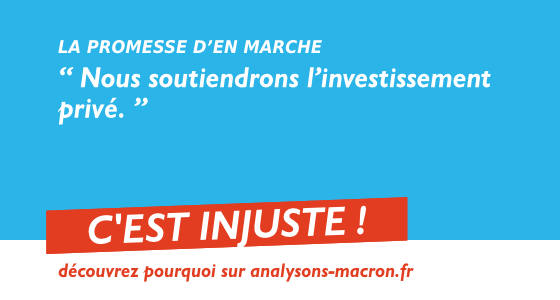 LA PROMESSE D’EN MARCHE
“ Nous soutiendrons l’investissement
privé. ”
C'EST INJUSTE !
découvrez pourquoi sur analysons-macron.fr